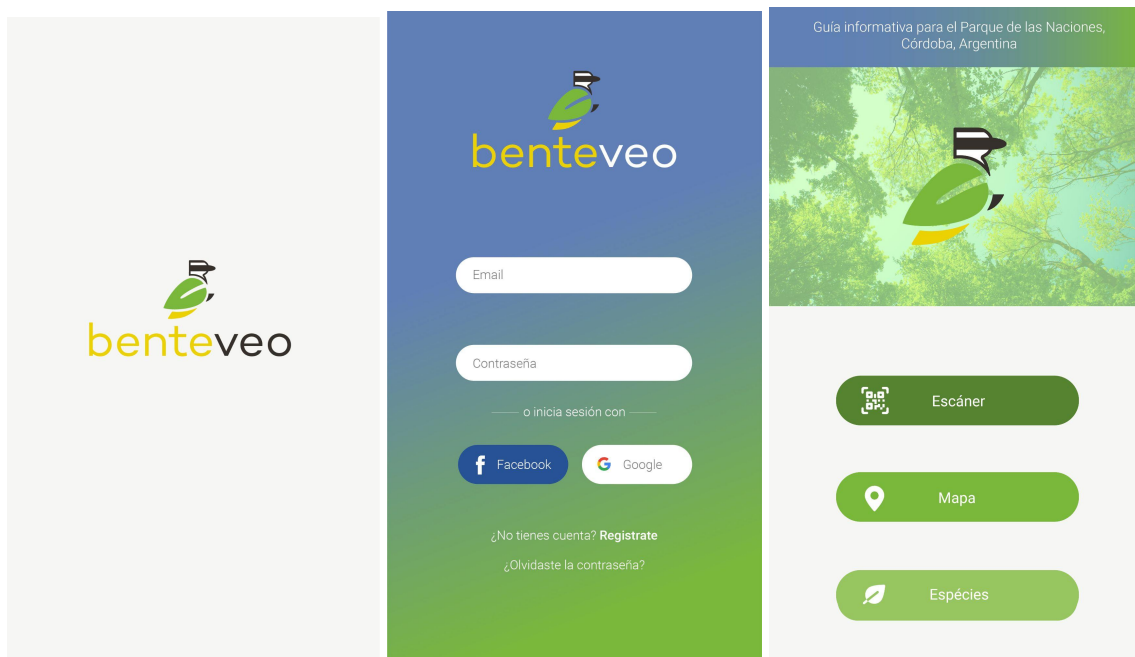 benteveo
benteveo
Email
Contraseña
o inicia sesión con
Facebook
Google
¿No tienes cuenta? Registrate
¿Olvidaste la contraseña?
Guía informativa para el Parque de las Naciones,
Córdoba, Argentina
Escáner
Mapa
Espécies